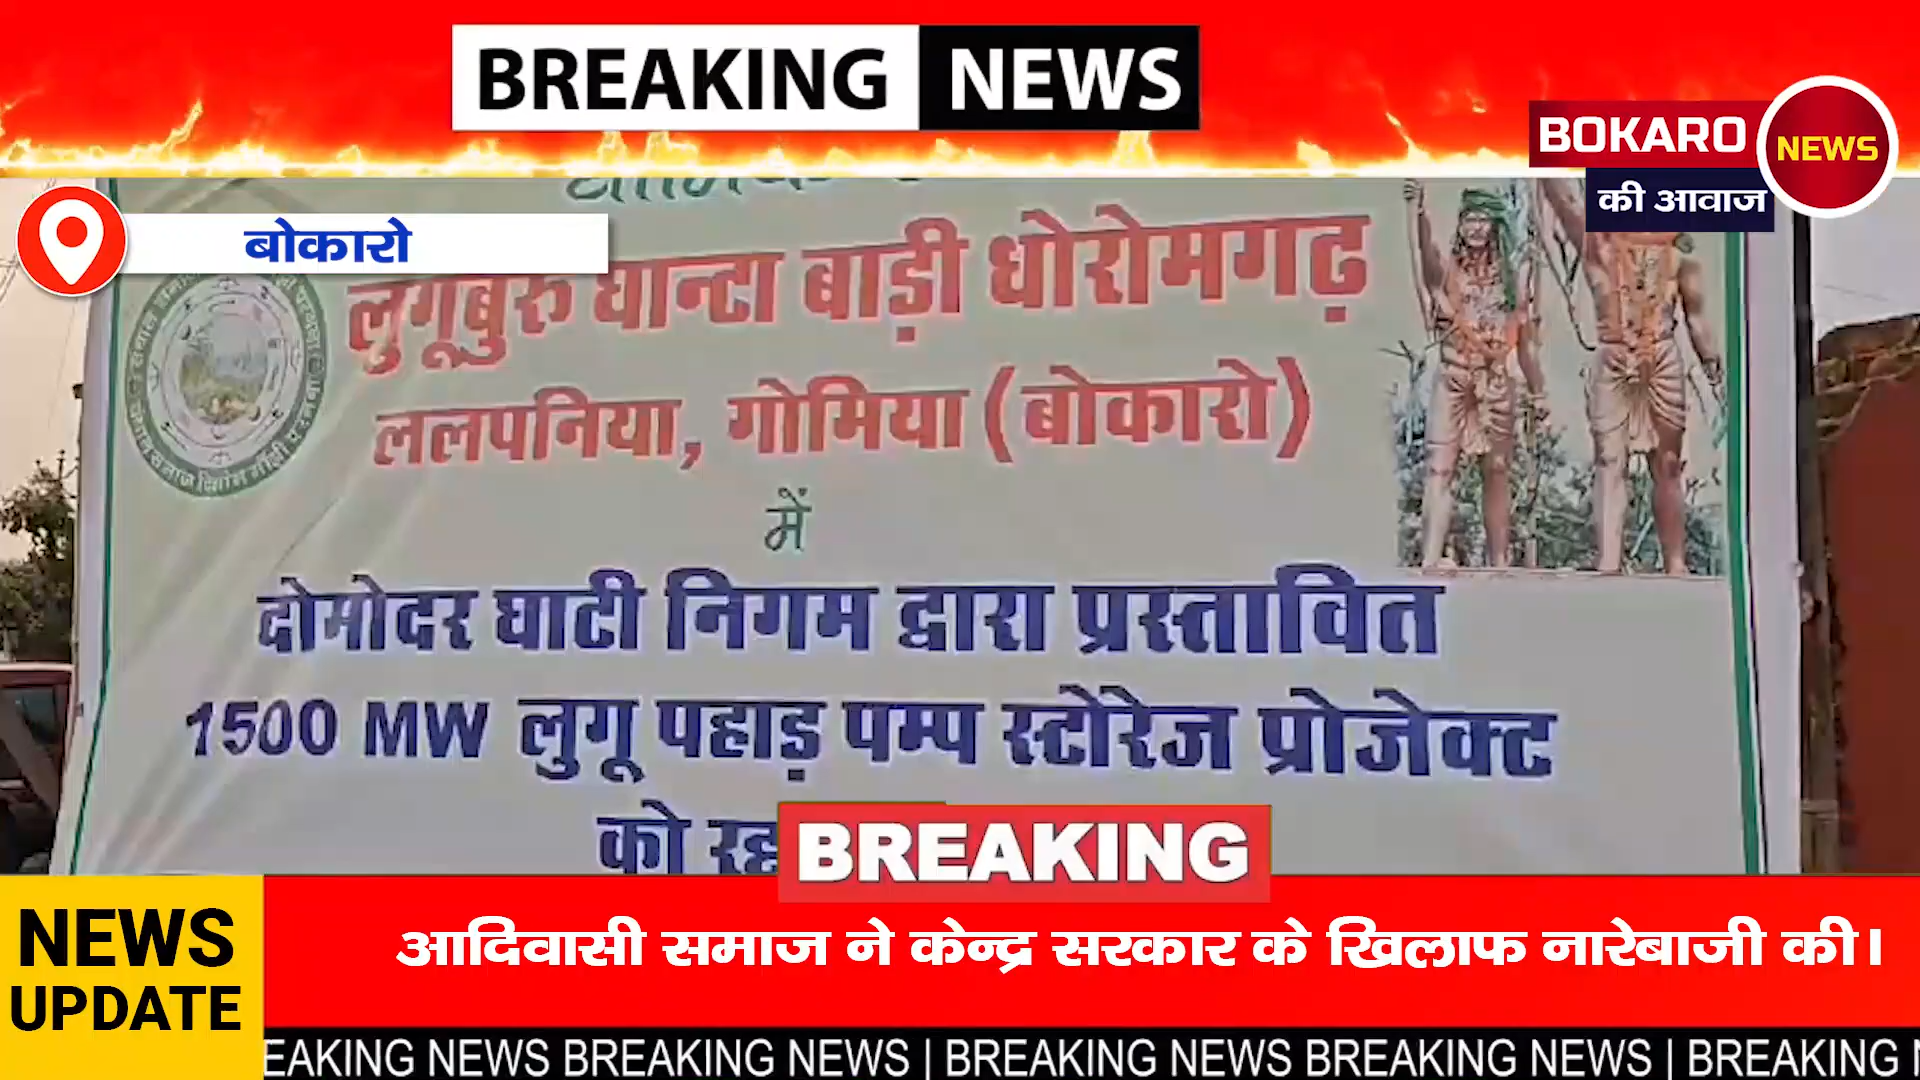 BREAKING NEWS
BOKARO NEWS
की आवाज
बोकारो
लुगूबुरु घान्टा बाड़ी धोरोमगढ़
ललपनिया, गोमिया (बोकारो)
में
दोमोदर घाटी निगम द्वारा प्रस्तावित
1500 MW लुगू पहाड़ पम्प स्टोरेज प्रोजेक्ट
को
BREAKING
NEWS
UPDATE
आदिवासी समाज ने केन्द्र सरकार के खिलाफ नारेबाजी की।
EAKING NEWS BREAKING NEWS | BREAKING NEWS BREAKING NEWS | BREAKING